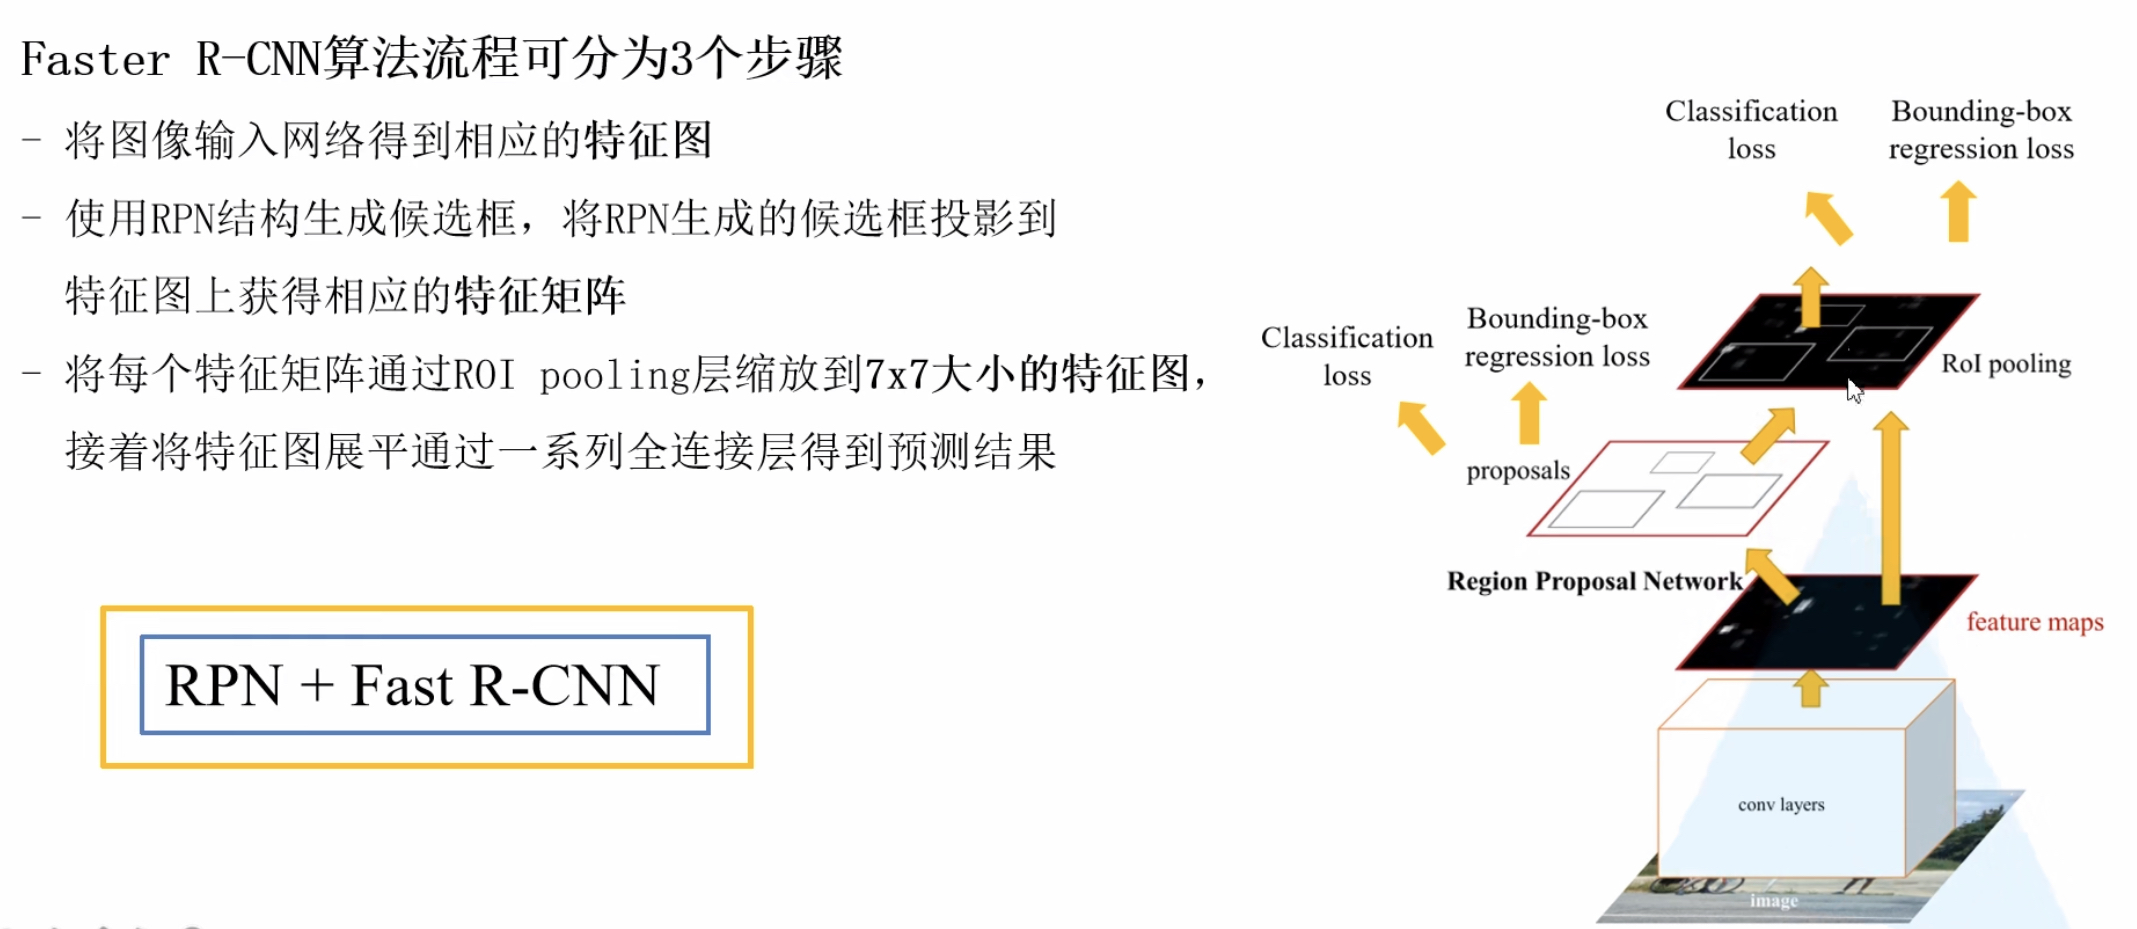 Faster R-CNN算法流程可分为3个步骤
- 将图像输入网络得到相应的特征图
- 使用RPN结构生成候选框，将RPN生成的候选框投影到
特征图上获得相应的特征矩阵
- 将每个特征矩阵通过ROI pooling层缩放到7x7大小的特征图，
接着将特征图展平通过一系列全连接层得到预测结果
RPN + Fast R-CNN
Classification
loss
Bounding-box
regression loss
Classification
loss
Bounding-box
regression loss
RoI pooling
proposals
Region Proposal Network
feature maps
conv layers
image